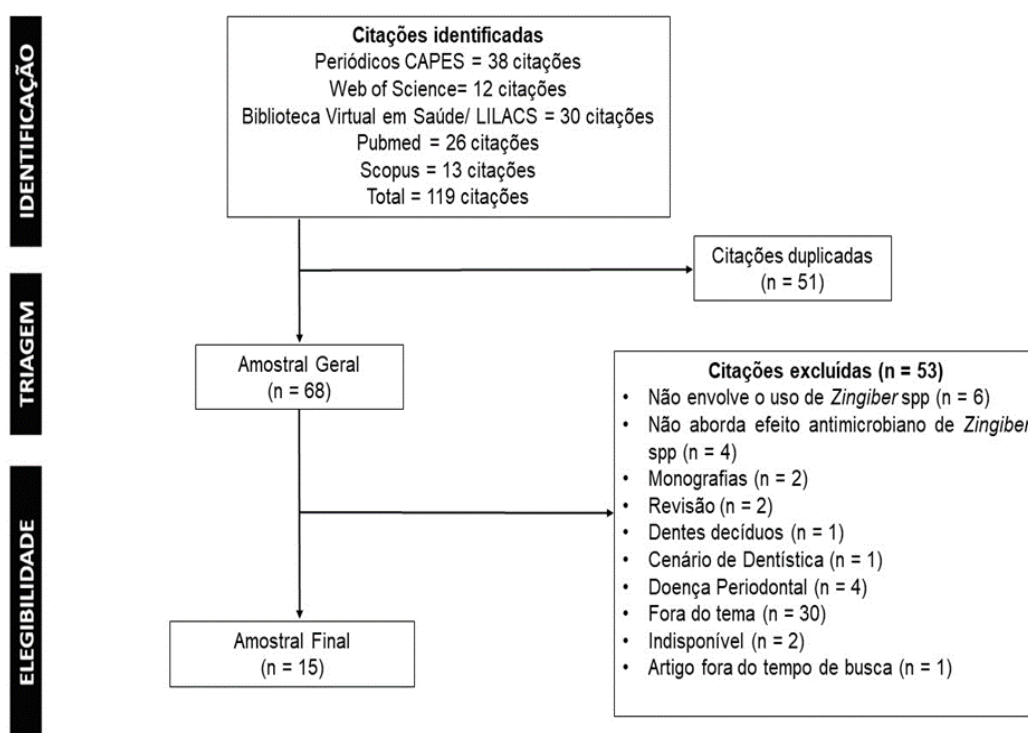 IDENTIFICAÇÃO
Citações identificadas
Periódicos CAPES = 38 citações
Web of Science= 12 citações
Biblioteca Virtual em Saúde/ LILACS = 30 citações
Pubmed = 26 citações
Scopus = 13 citações
Total = 119 citações
Citações duplicadas
(n = 51)
TRIAGEM
Amostral Geral
(n = 68)
Citações excluídas (n = 53)
• Não envolve o uso de Zingiber spp (n = 6)
• Não aborda efeito antimicrobiano de Zingiber
spp (n = 4)
• Monografias (n = 2)
• Revisão (n = 2)
• Dentes decíduos (n = 1)
• Cenário de Dentística (n = 1)
• Doença Periodontal (n = 4)
• Fora do tema (n = 30)
• Indisponível (n = 2)
• Artigo fora do tempo de busca (n = 1)
ELEGIBILIDADE
Amostral Final
(n = 15)